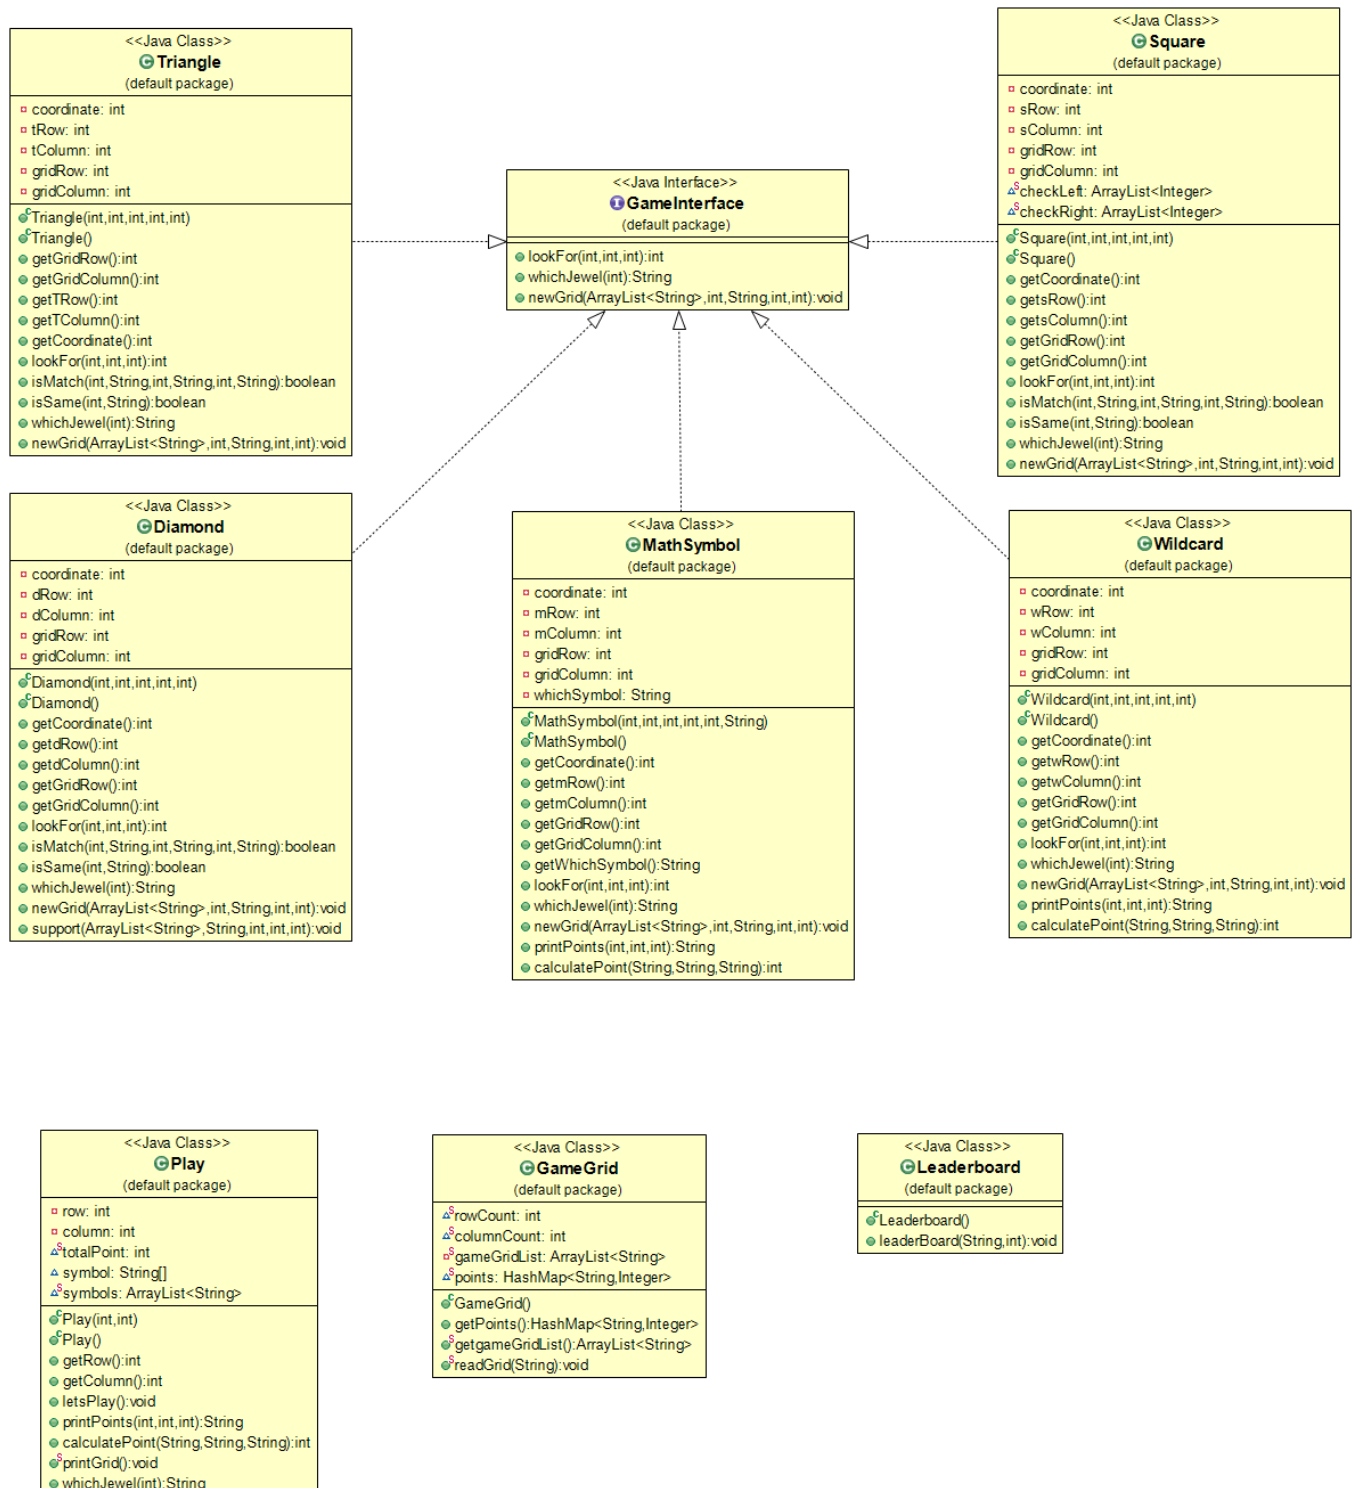 <<Java Class>>
Triangle
(default package)
coordinate: int
tRow: int
tColumn: int
gridRow: int
gridColumn: int
Triangle(int,int,int,int,int)
Triangle()
getGridRow():int
getGridColumn():int
getTRow():int
getTColumn():int
getCoordinate():int
lookFor(int,int,int):int
isMatch(int,String,int,String,int,String):boolean
isSame(int,String):boolean
whichJewel(int):String
newGrid(ArrayList<String>,int,String,int,int):void
<<Java Interface>>
GameInterface
(default package)
lookFor(int,int,int):int
whichJewel(int):String
newGrid(ArrayList<String>,int,String,int,int):void
<<Java Class>>
Square
(default package)
coordinate: int
sRow: int
sColumn: int
gridRow: int
gridColumn: int
checkLeft: ArrayList<Integer>
checkRight: ArrayList<Integer>
Square(int,int,int,int,int)
Square()
getCoordinate():int
getsRow():int
getsColumn():int
getGridRow():int
getGridColumn():int
lookFor(int,int,int):int
isMatch(int,String,int,String,int,String):boolean
isSame(int,String):boolean
whichJewel(int):String
newGrid(ArrayList<String>,int,String,int,int):void
<<Java Class>>
Diamond
(default package)
coordinate: int
dRow: int
dColumn: int
gridRow: int
gridColumn: int
Diamond(int,int,int,int,int)
Diamond()
getCoordinate():int
getdRow():int
getdColumn():int
getGridRow():int
getGridColumn():int
lookFor(int,int,int):int
isMatch(int,String,int,String,int,String):boolean
isSame(int,String):boolean
whichJewel(int):String
newGrid(ArrayList<String>,int,String,int,int):void
support(ArrayList<String>,String,int,int,int):void
<<Java Class>>
MathSymbol
(default package)
coordinate: int
mRow: int
mColumn: int
gridRow: int
gridColumn: int
whichSymbol: String
MathSymbol(int,int,int,int,int,String)
MathSymbol()
getCoordinate():int
getmRow():int
getmColumn():int
getGridRow():int
getGridColumn():int
getWhichSymbol():String
lookFor(int,int,int):int
whichJewel(int):String
newGrid(ArrayList<String>,int,String,int,int):void
printPoints(int,int,int):String
calculatePoint(String,String,String):int
<<Java Class>>
Wildcard
(default package)
coordinate: int
wRow: int
wColumn: int
gridRow: int
gridColumn: int
Wildcard(int,int,int,int,int)
Wildcard()
getCoordinate():int
getwRow():int
getwColumn():int
getGridRow():int
getGridColumn():int
lookFor(int,int,int):int
whichJewel(int):String
newGrid(ArrayList<String>,int,String,int,int):void
printPoints(int,int,int):String
calculatePoint(String,String,String):int
<<Java Class>>
Play
(default package)
row: int
column: int
totalPoint: int
symbol: String[]
symbols: ArrayList<String>
Play(int,int)
Play()
getRow():int
getColumn():int
letsPlay():void
printPoints(int,int,int):String
calculatePoint(String,String,String):int
printGrid():void
whichJewel(int):String
<<Java Class>>
GameGrid
(default package)
rowCount: int
columnCount: int
gameGridList: ArrayList<String>
points: HashMap<String,Integer>
GameGrid()
getPoints():HashMap<String,Integer>
getgameGridList():ArrayList<String>
readGrid(String):void
<<Java Class>>
Leaderboard
(default package)
Leaderboard()
leaderBoard(String,int):void